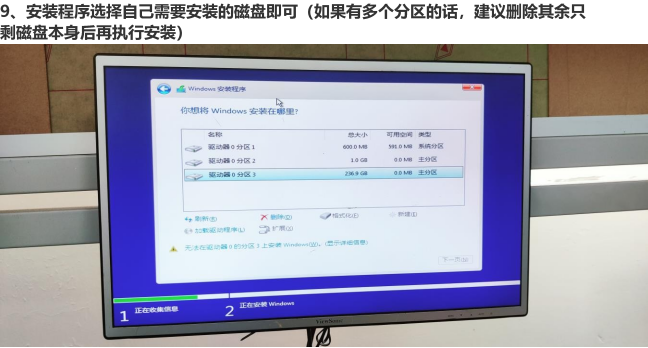 9、安装程序选择自己需要安装的磁盘即可（如果有多个分区的话，建议删除其余只
剩磁盘本身后再执行安装）
Windows 安装程序
你想将 Windows 安装在哪里?
名称 总大小 可用空间 类型
驱动器 0 分区 1 600.0 MB 591.0 MB 系统分区
驱动器 0 分区 2 1.0 GB 0.0 MB 主分区
驱动器 0 分区 3 236.9 GB 0.0 MB 主分区
刷新(R) 删除(D) 格式化(F) 新建(E)
加载驱动程序(L) 扩展(X)
无法在驱动器 0 的分区 3 上安装 Windows(W)。(显示详细信息)
下一页(N)
1 正在收集信息 2 正在安装 Windows
ViewSonic